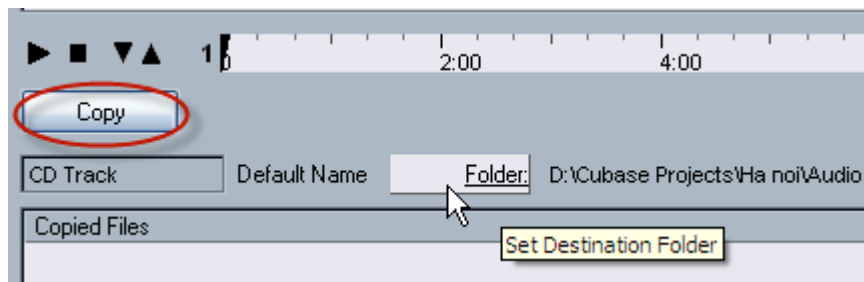 1 0 2:00 4:00
Copy
CD Track Default Name Folder: D:\Cubase Projects\Ha noi\Audio
Copied Files
Set Destination Folder